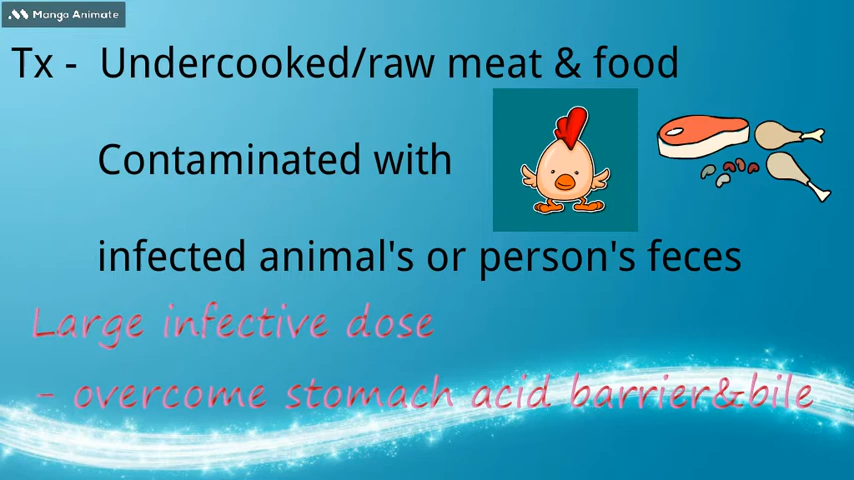 Manga Animate
Tx - Undercooked/raw meat & food
Contaminated with
infected animal's or person's feces
Large infective dose
- overcome stomach acid barrier&bile